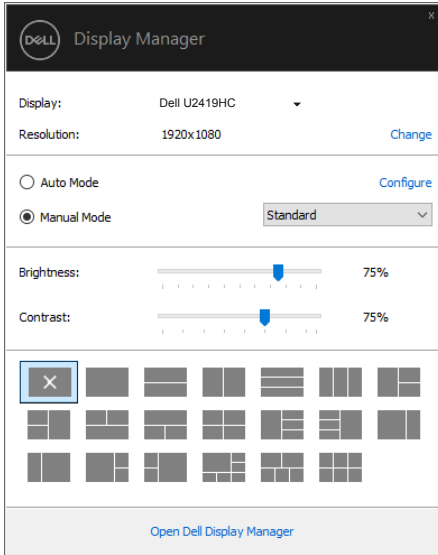 x
DELL Display Manager
Display: Dell U2419HC
Resolution: 1920x1080 Change
Auto Mode Configure
Manual Mode Standard
Brightness: 75%
Contrast: 75%
Open Dell Display Manager